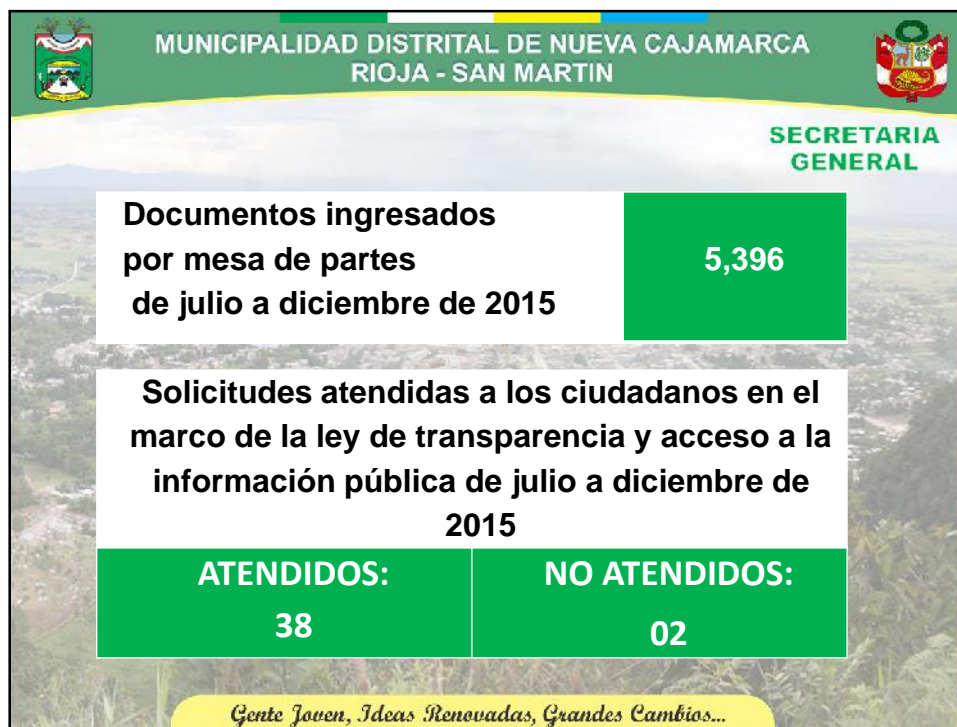 MUNICIPALIDAD DISTRITAL DE NUEVA CAJAMARCA
RIOJA - SAN MARTIN
SECRETARIA
GENERAL
Documentos ingresados
por mesa de partes
de julio a diciembre de 2015
5,396
Solicitudes atendidas a los ciudadanos en el
marco de la ley de transparencia y acceso a la
información pública de julio a diciembre de
2015
ATENDIDOS:
38
NO ATENDIDOS:
02
Gente Joven, Ideas Renovadas, Grandes Cambios...